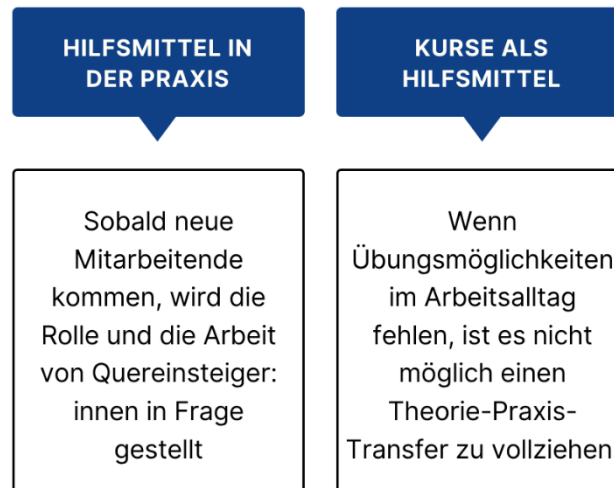 HILFSMITTEL IN
DER PRAXIS
Sobald neue
Mitarbeitende
kommen, wird die
Rolle und die Arbeit
von Quereinsteiger:
innen in Frage
gestellt
KURSE ALS
HILFSMITTEL
Wenn
Übungsmöglichkeiten
im Arbeitsalltag
fehlen, ist es nicht
möglich einen
Theorie-Praxis-
Transfer zu vollziehen